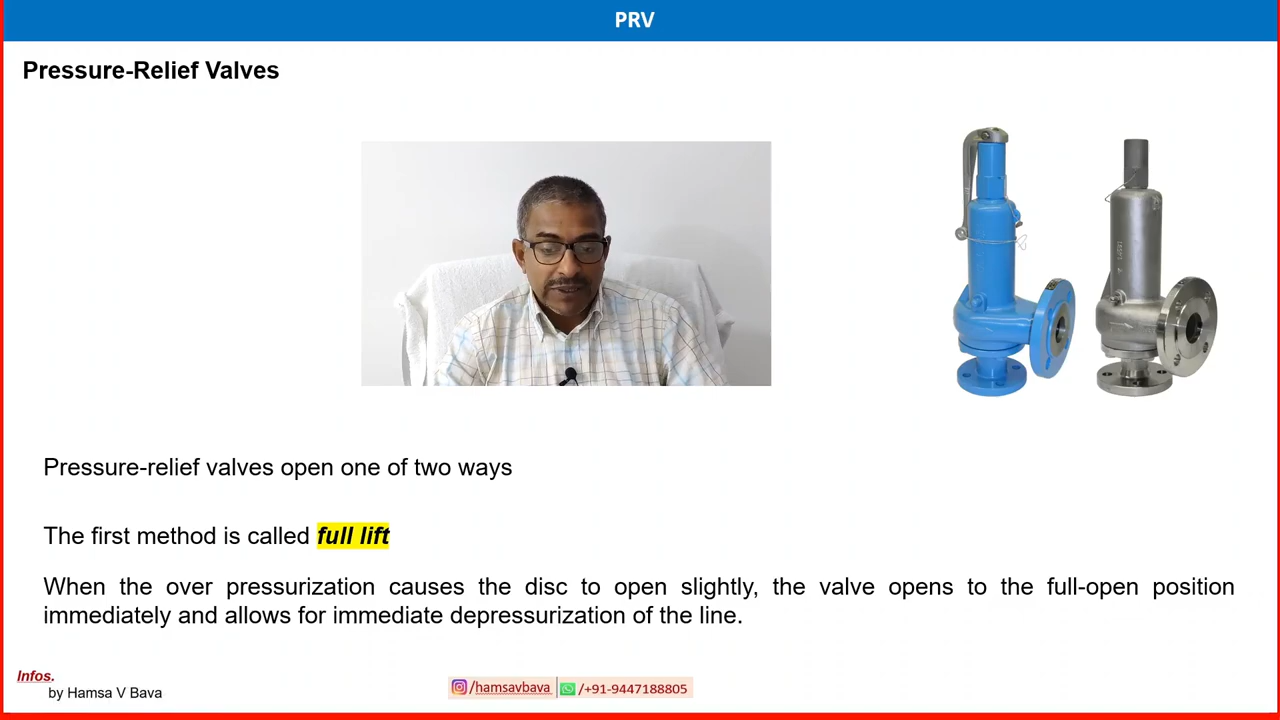 PRV
Pressure-Relief Valves
Pressure-relief valves open one of two ways
The first method is called full lift
When the over pressurization causes the disc to open slightly, the valve opens to the full-open position
immediately and allows for immediate depressurization of the line.
Infos.
by Hamsa V Bava
/hamsavbava
/+91-9447188805